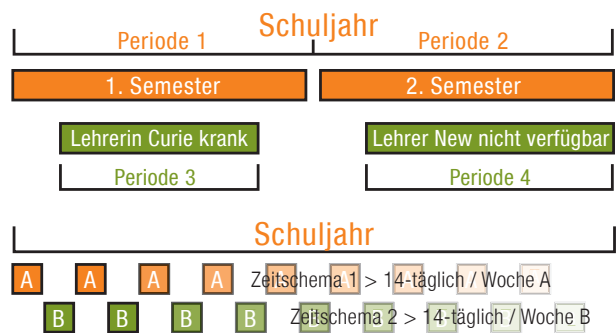 Schuljahr
Periode 1 Periode 2
1. Semester 2. Semester
Lehrerin Curie krank Lehrer New nicht verfügbar
Periode 3 Periode 4
Schuljahr
A A A A Zeitschema 1 > 14-täglich / Woche A
B B B B Zeitschema 2 > 14-täglich / Woche B